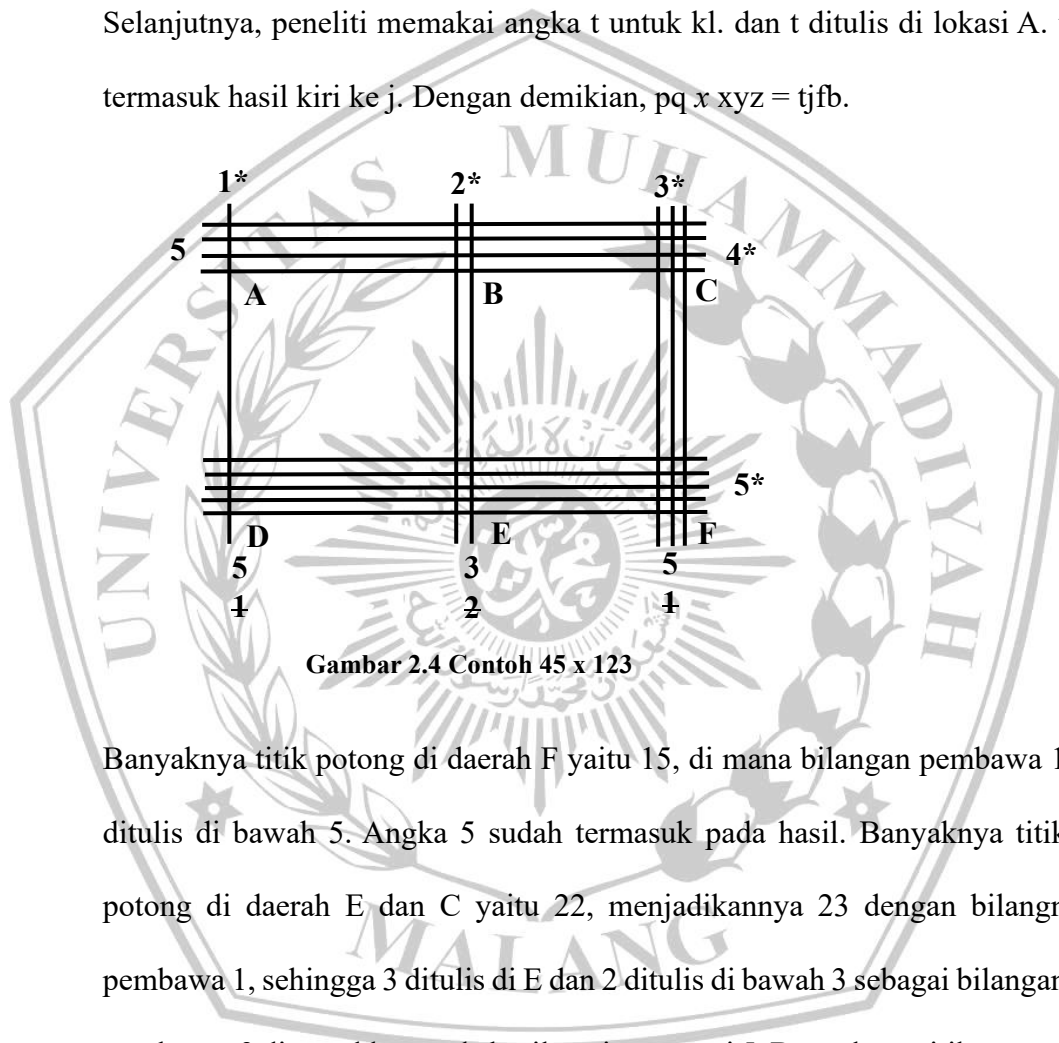 Selanjutnya, peneliti memakai angka t untuk kl. dan t ditulis di lokasi A.
termasuk hasil kiri ke j. Dengan demikian, pq x xyz = tjfb.
UNIVERSITAS MUHAMMADIYAH
1* 2* 3*
5 4*
A B C
5*
D E F
5 3 5
1 2 1
Gambar 2.4 Contoh 45 x 123
Banyaknya titik potong di daerah F yaitu 15, di mana bilangan pembawa 1
ditulis di bawah 5. Angka 5 sudah termasuk pada hasil. Banyaknya titik
potong di daerah E dan C yaitu 22, menjadikannya 23 dengan bilangn
MALANG
pembawa 1, sehingga 3 ditulis di E dan 2 ditulis di bawah 3 sebagai bilangan